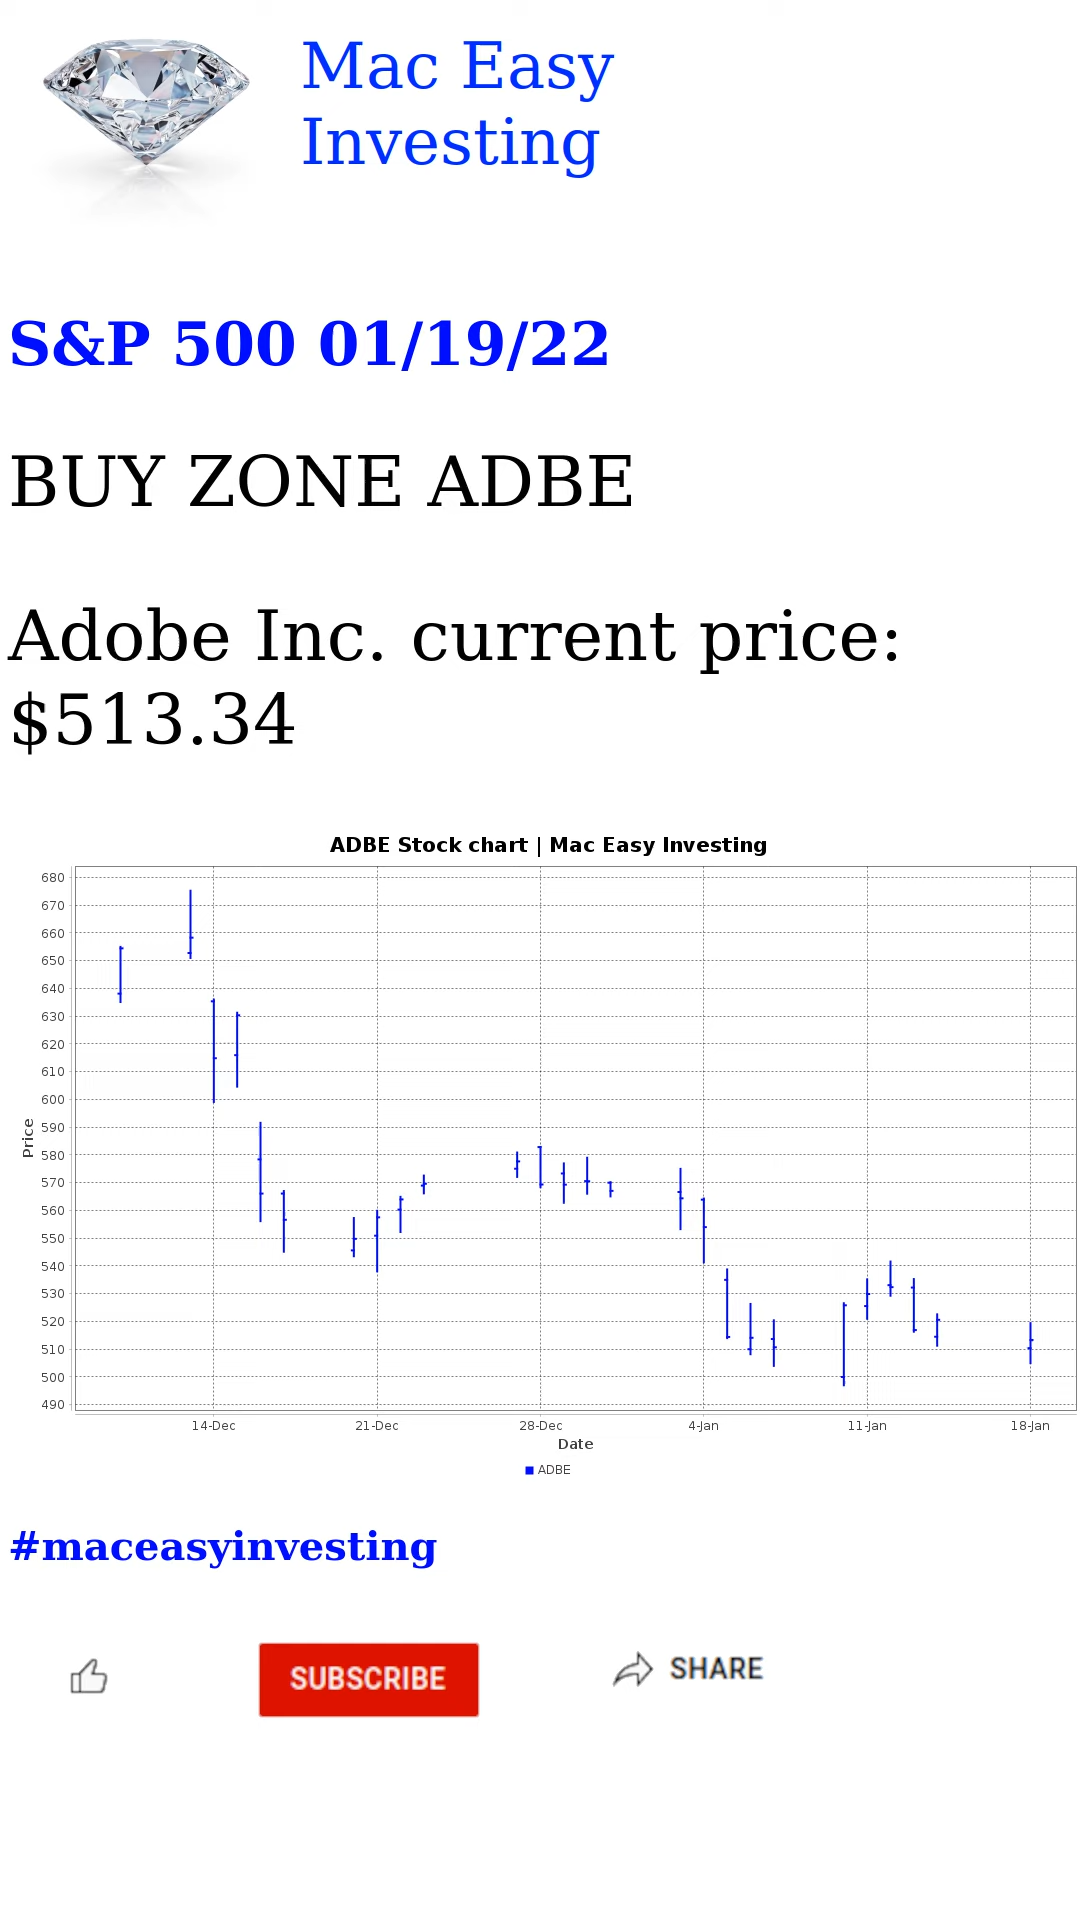 Mac Easy
Investing
S&P 500 01/19/22
BUY ZONE ADBE
Adobe Inc. current price:
$513.34
ADBE Stock chart | Mac Easy Investing
680
670
660
650
640
630
620
610
600
590
580
570
560
550
540
530
520
510
500
490
Price
14-Dec 21-Dec 28-Dec 4-Jan 11-Jan 18-Jan
Date
ADBE
#maceasyinvesting
SUBSCRIBE SHARE